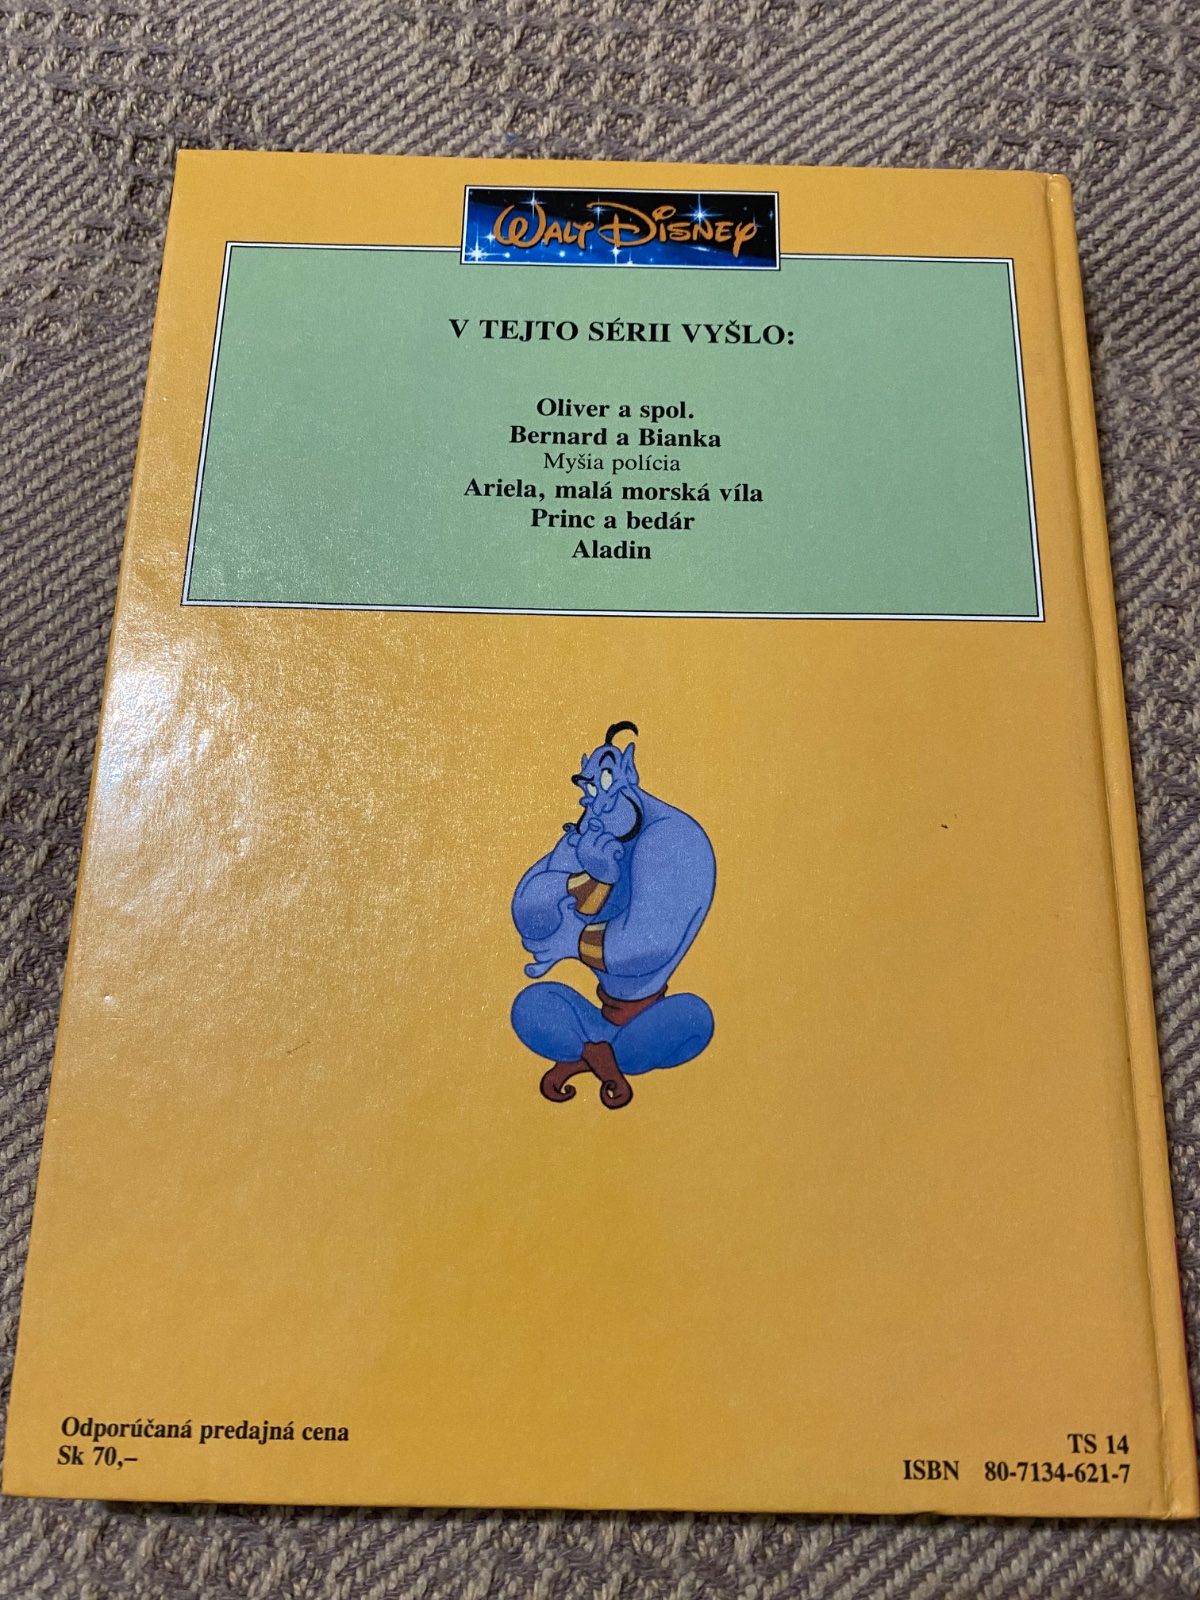 WALT DISNEY
V TEJTO SÉRII VYŠLO:
Oliver a spol.
Bernard a Bianka
Myšia polícia
Ariela, malá morská víla
Princ a bedár
Aladin
Odporúčaná predajná cena
Sk 70,–
TS 14
ISBN 80-7134-621-7